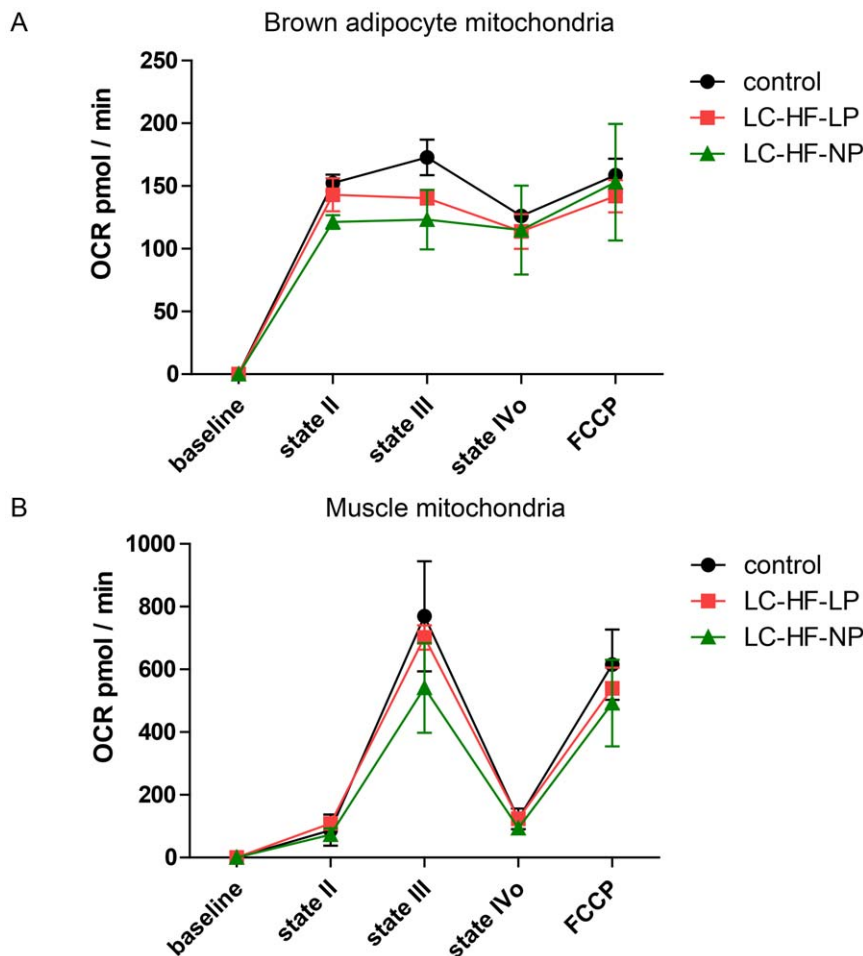 A
Brown adipocyte mitochondria
OCR pmol / min
250
200
150
100
50
0
baseline
state II
state III
state IVo
FCCP
control
LC-HF-LP
LC-HF-NP
B
Muscle mitochondria
OCR pmol / min
1000
800
600
400
200
0
baseline
state II
state III
state IVo
FCCP
control
LC-HF-LP
LC-HF-NP